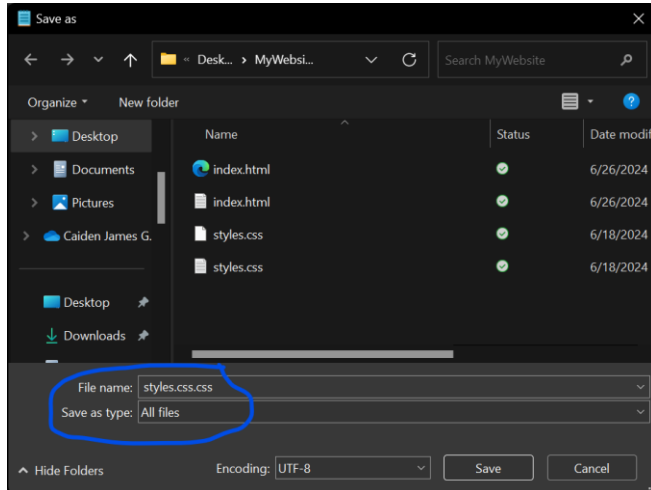 Save as
« Desk... › MyWebsi...
Search MyWebsite
Organize
New folder
Name
Status
Date modif
Desktop
Documents
Pictures
Caiden James G.
Desktop
Downloads
index.html
6/26/2024
index.html
6/26/2024
styles.css
6/18/2024
styles.css
6/18/2024
File name: styles.css.css
Save as type: All files
Hide Folders
Encoding: UTF-8
Save
Cancel